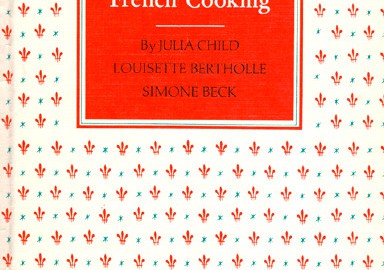 French Cooking
By JULIA CHILD
LOUISETTE BERTHOLLE
SIMONE BECK